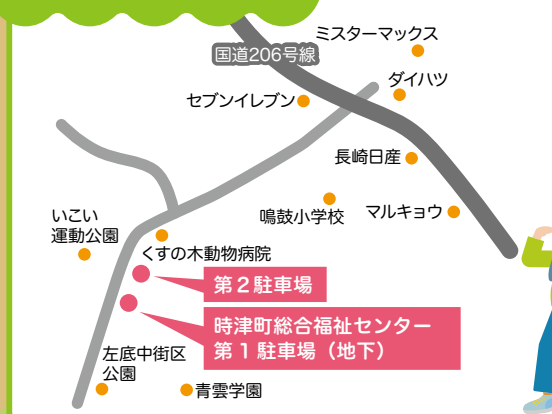 ミスターマックス
国道206号線
ダイハツ
セブンイレブン
長崎日産
いこい
運動公園
鳴鼓小学校
マルキョウ
くすの木動物病院
第2駐車場
時津町総合福祉センター
第1駐車場(地下)
左底中街区
公園
青雲学園